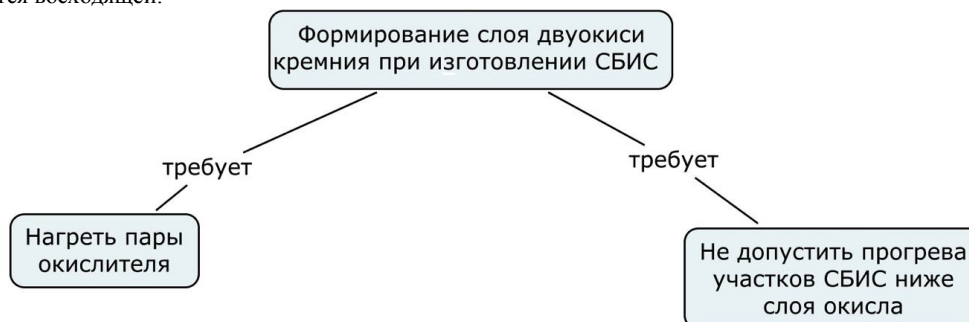 тся восходящей.
Формирование слоя двуокиси
кремния при изготовлении СБИС
требует
требует
Нагреть пары
окислителя
Не допустить прогрева
участков СБИС ниже
слоя окисла